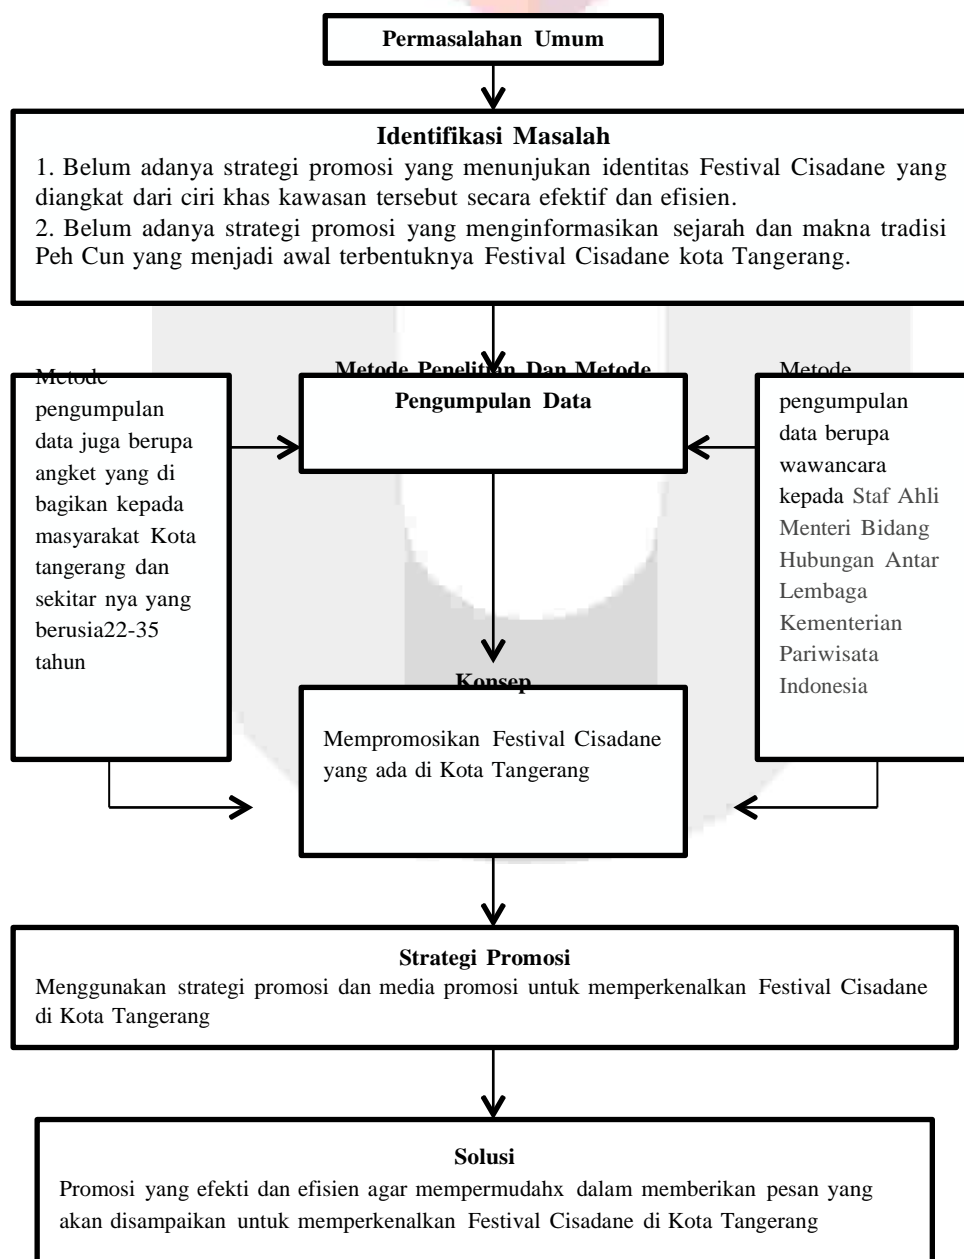 Permasalahan Umum
Identifikasi Masalah
1. Belum adanya strategi promosi yang menunjukan identitas Festival Cisadane yang
diangkat dari ciri khas kawasan tersebut secara efektif dan efisien.
2. Belum adanya strategi promosi yang menginformasikan sejarah dan makna tradisi
Peh Cun yang menjadi awal terbentuknya Festival Cisadane kota Tangerang.
Metode
pengumpulan
data juga berupa
angket yang di
bagikan kepada
masyarakat Kota
tangerang dan
sekitar nya yang
berusia22-35
tahun
Metode Penelitian Dan Metode
Pengumpulan Data
Metode
pengumpulan
data berupa
wawancara
kepada Staf Ahli
Menteri Bidang
Hubungan Antar
Lembaga
Kementerian
Pariwisata
Indonesia
Konsep
Mempromosikan Festival Cisadane
yang ada di Kota Tangerang
Strategi Promosi
Menggunakan strategi promosi dan media promosi untuk memperkenalkan Festival Cisadane
di Kota Tangerang
Solusi
Promosi yang efekti dan efisien agar mempermudahx dalam memberikan pesan yang
akan disampaikan untuk memperkenalkan Festival Cisadane di Kota Tangerang